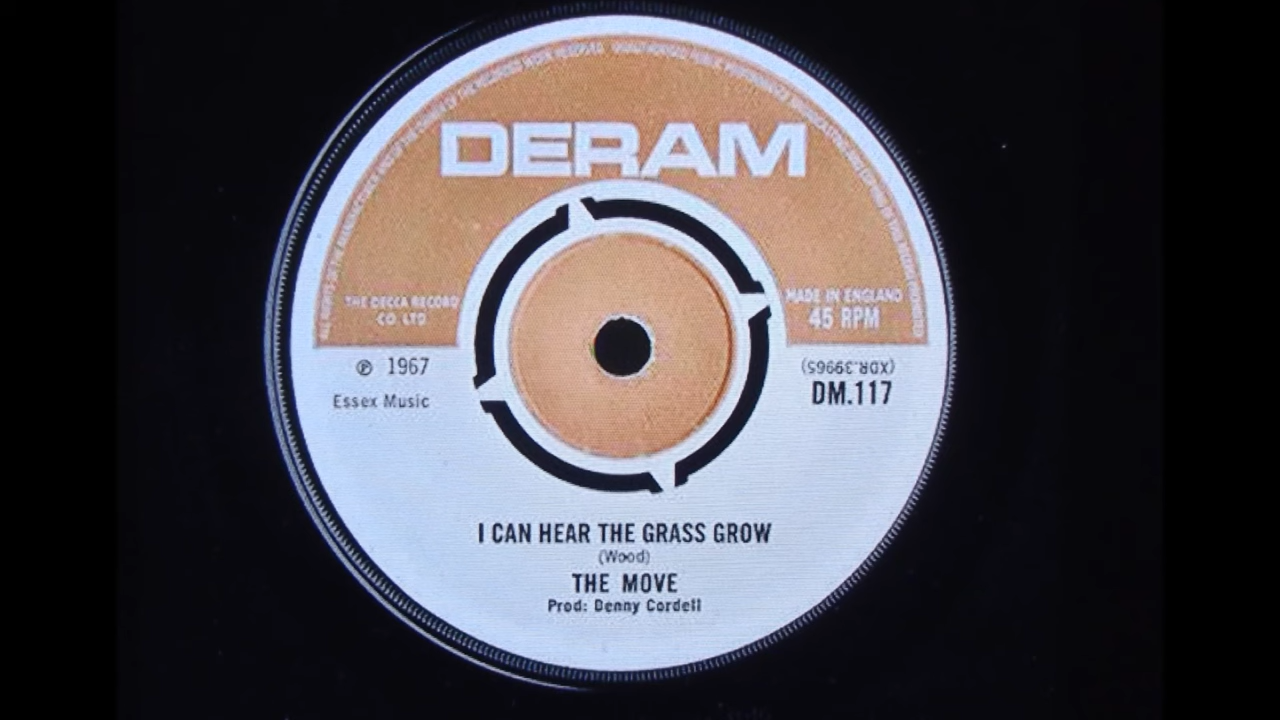 DERAM
THE DECCA RECORD
CO. LTD
MADE IN ENGLAND
45 RPM
℗ 1967
Essex Music
(XDR.39965)
DM.117
I CAN HEAR THE GRASS GROW
(Wood)
THE MOVE
Prod: Denny Cordell